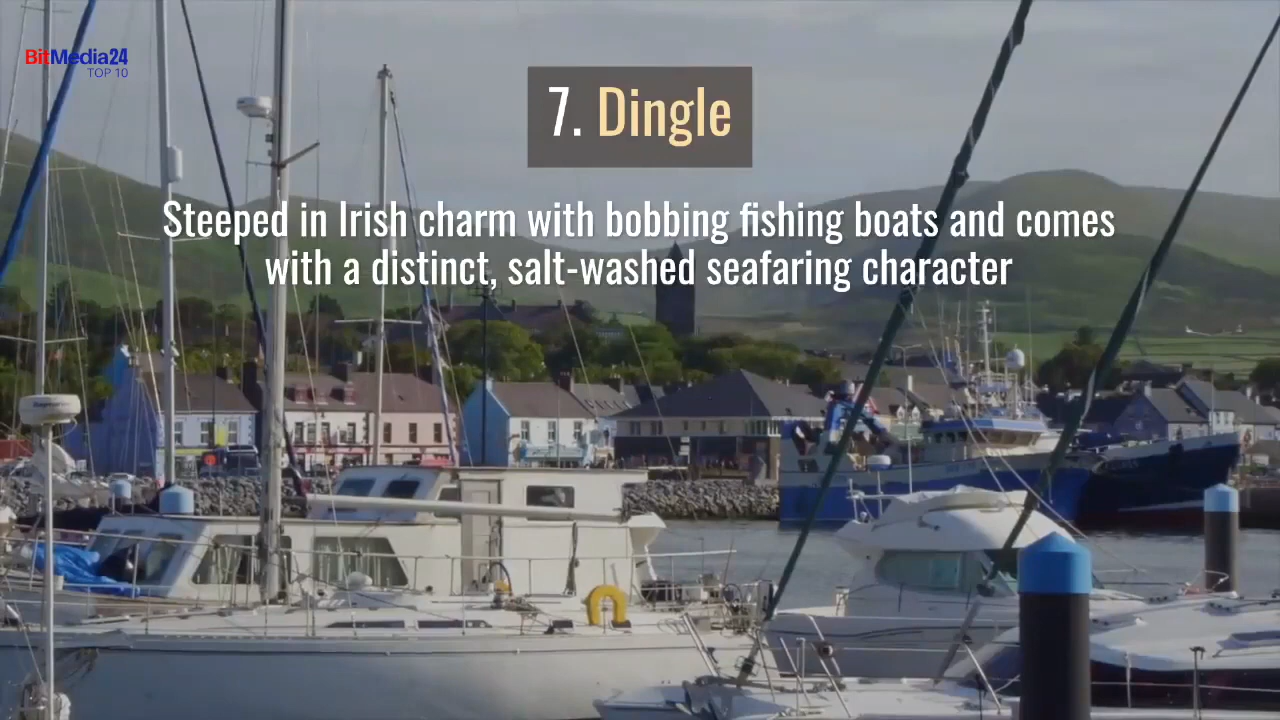 BitMedia24
TOP 10
7. Dingle
Steeped in Irish charm with bobbing fishing boats and comes
with a distinct, salt-washed seafaring character